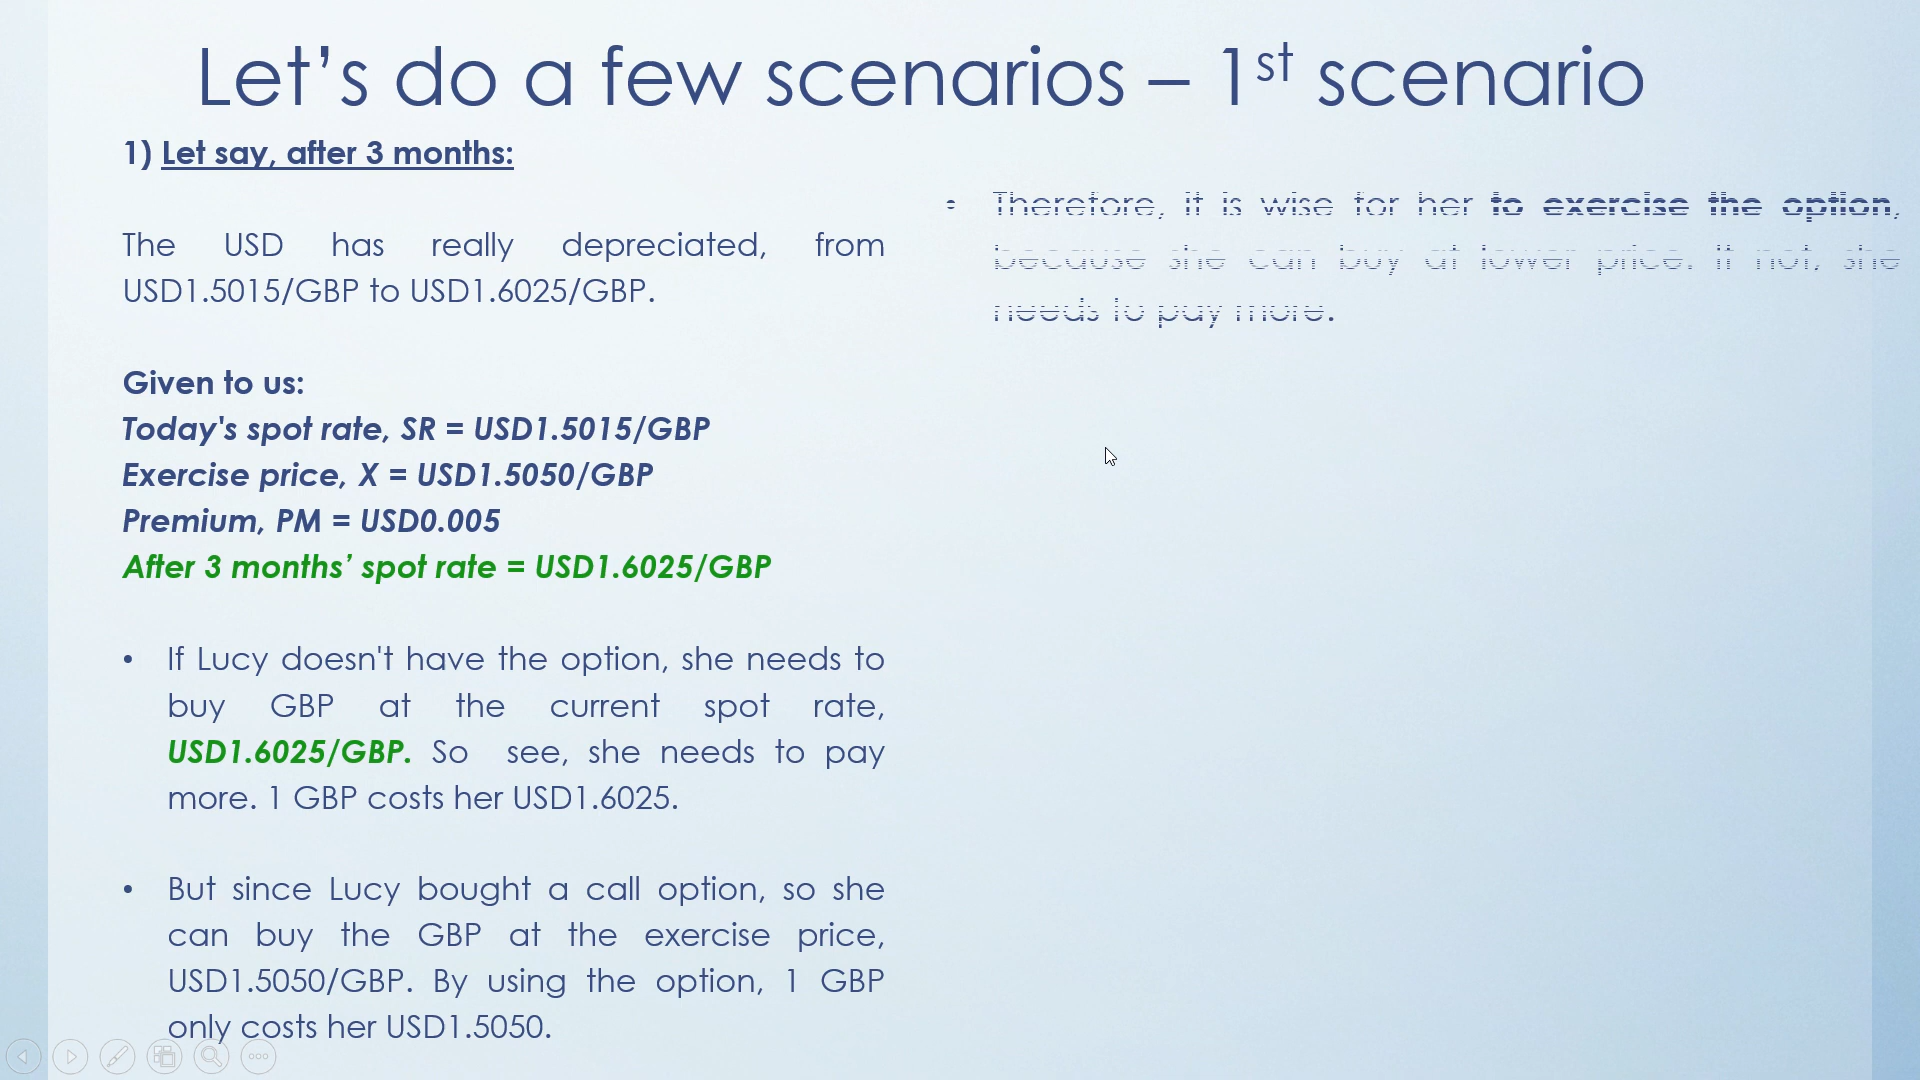 Let’s do a few scenarios – 1st scenario
1) Let say, after 3 months:
The USD has really depreciated, from
USD1.5015/GBP to USD1.6025/GBP.
Given to us:
Today's spot rate, SR = USD1.5015/GBP
Exercise price, X = USD1.5050/GBP
Premium, PM = USD0.005
After 3 months’ spot rate = USD1.6025/GBP
• If Lucy doesn't have the option, she needs to
buy GBP at the current spot rate,
USD1.6025/GBP. So see, she needs to pay
more. 1 GBP costs her USD1.6025.
• But since Lucy bought a call option, so she
can buy the GBP at the exercise price,
USD1.5050/GBP. By using the option, 1 GBP
only costs her USD1.5050.
• Therefore, it is wise for her to exercise the option,
because she can buy at lower price. If not, she
needs to pay more.